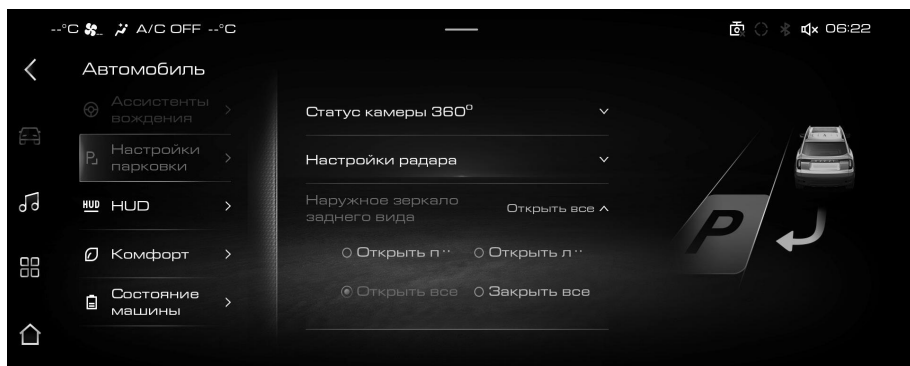 --°C A/C OFF --°C
06:22
Автомобиль
Ассистенты
вождения
Настройки
парковки
HUD HUD
Комфорт
Состояние
машины
Статус камеры 360°
Настройки радара
Наружное зеркало
заднего вида
Открыть все
Открыть п··
Открыть л··
Открыть все
Закрыть все
P